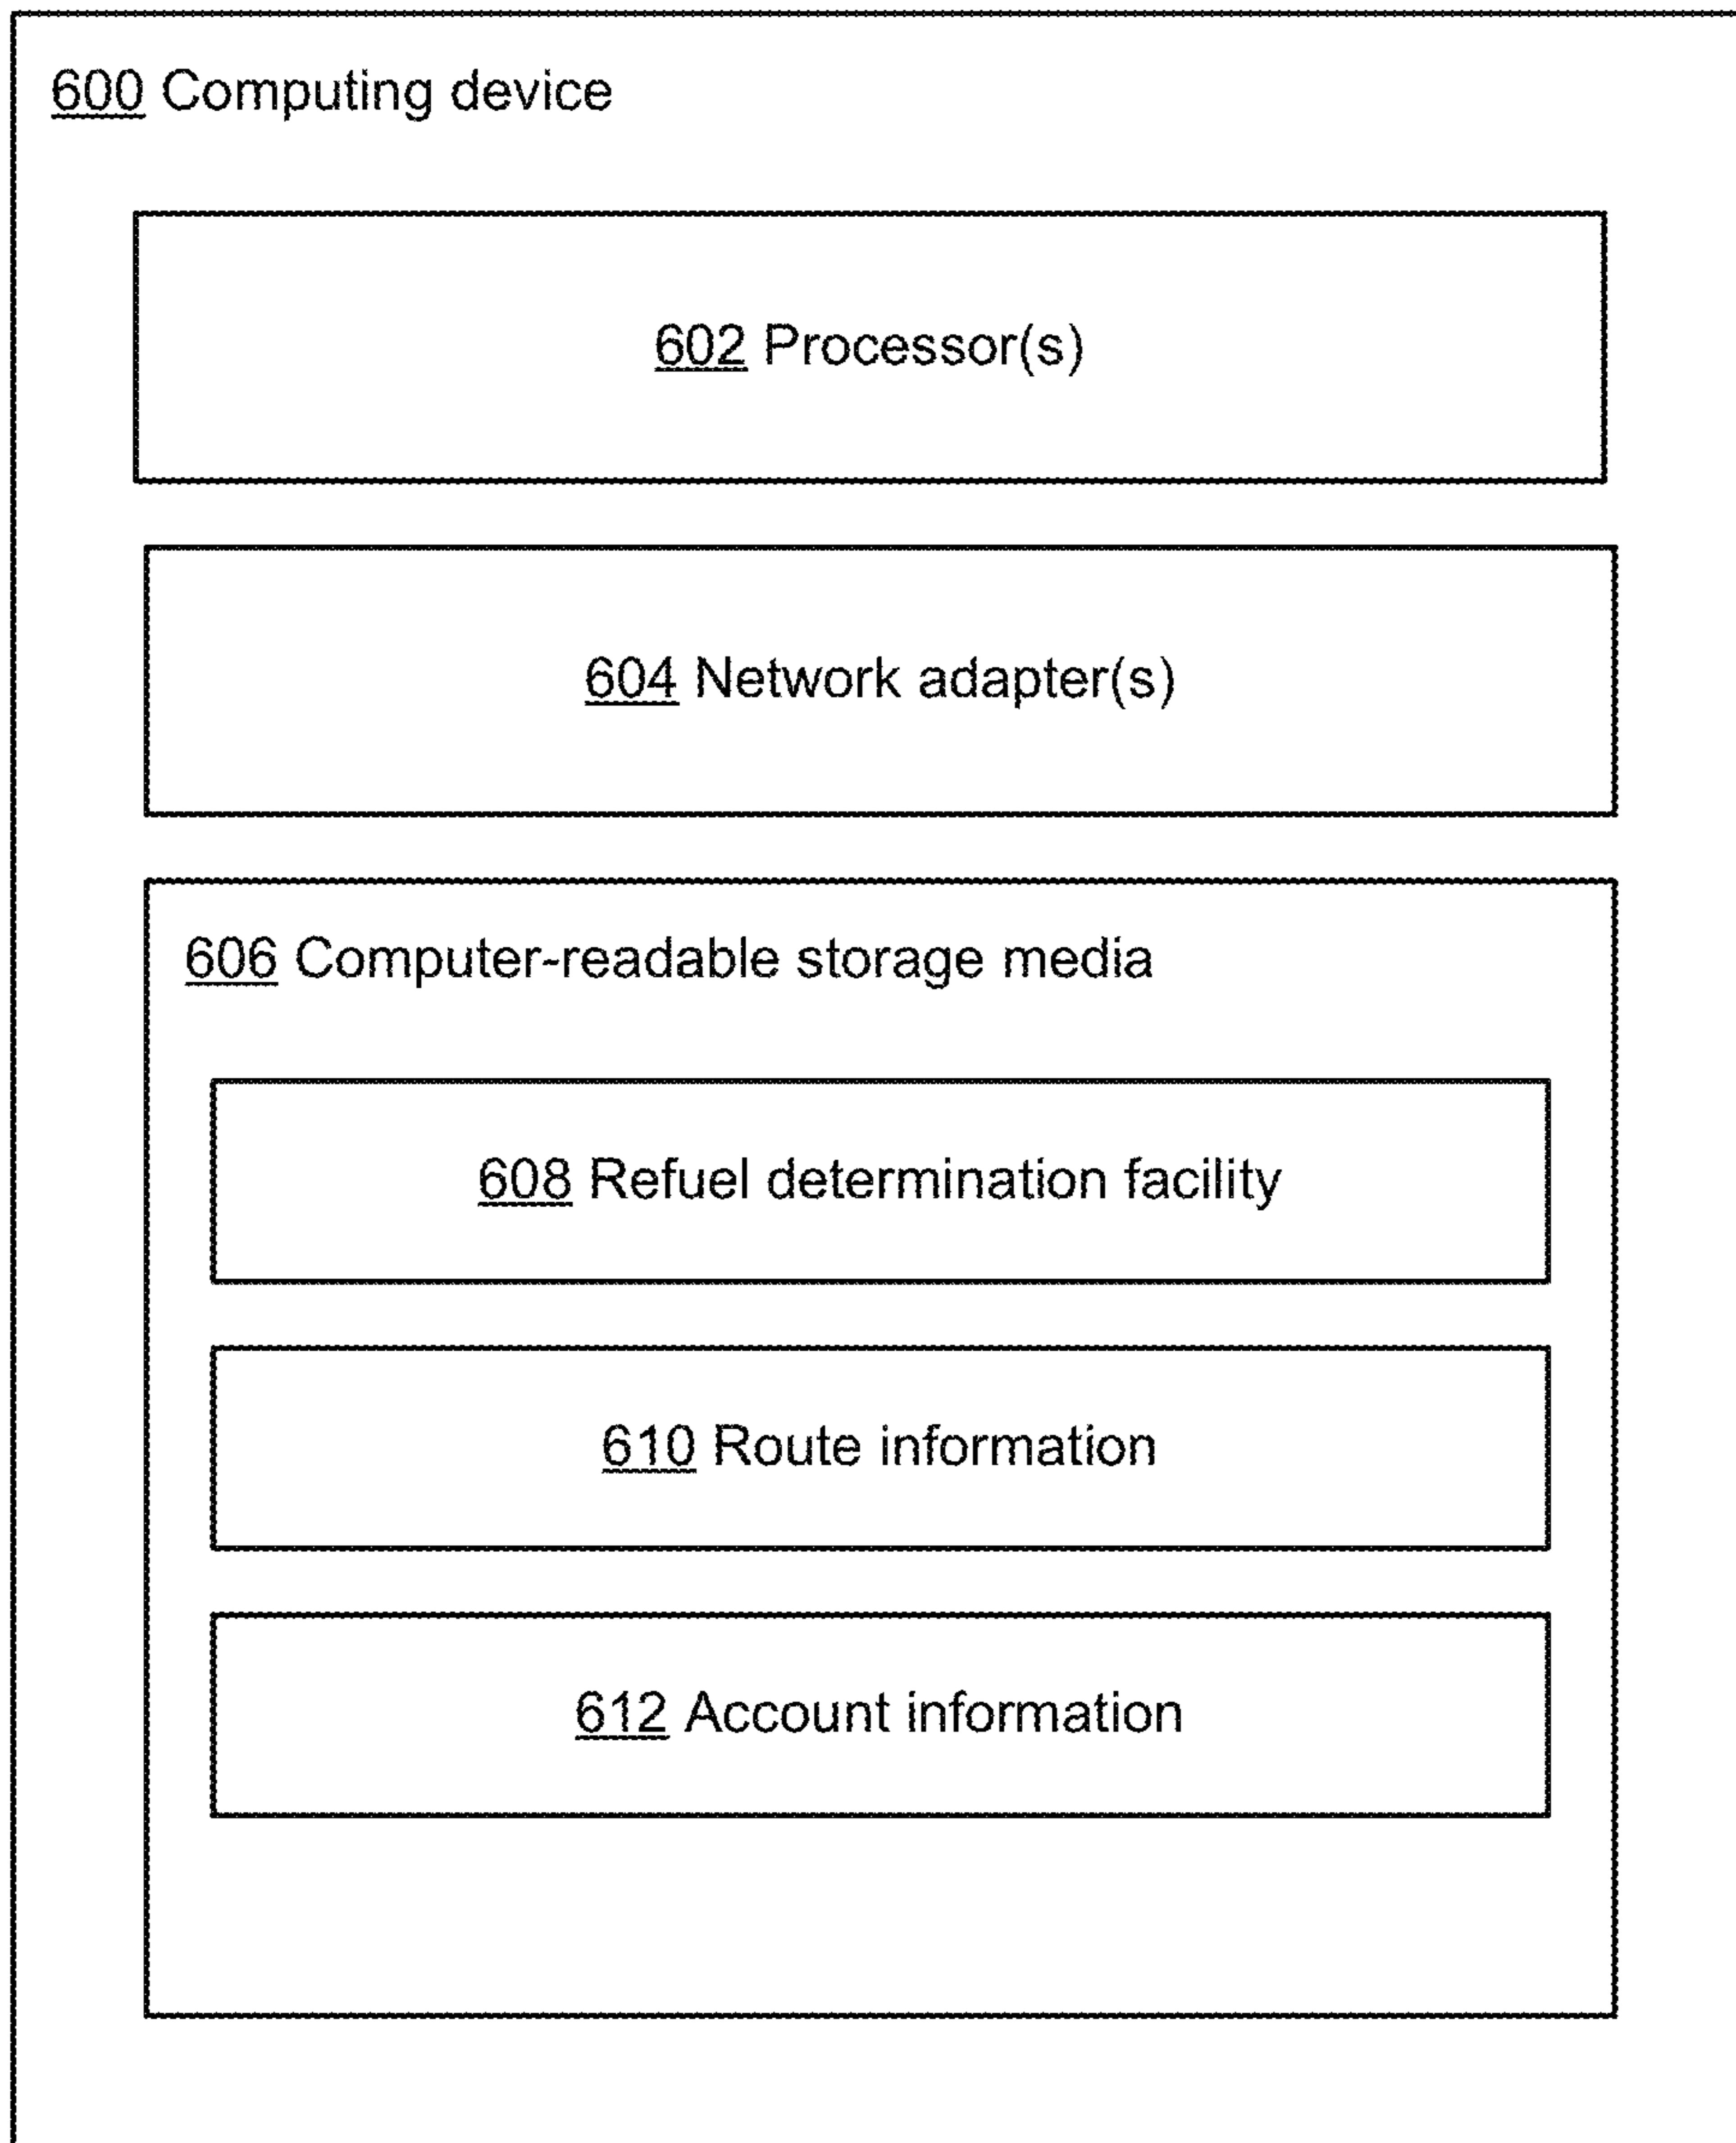 600 Computing device
602 Processor(s)
604 Network adapter(s)
606 Computer-readable storage media
608 Refuel determination facility
610 Route information
612 Account information